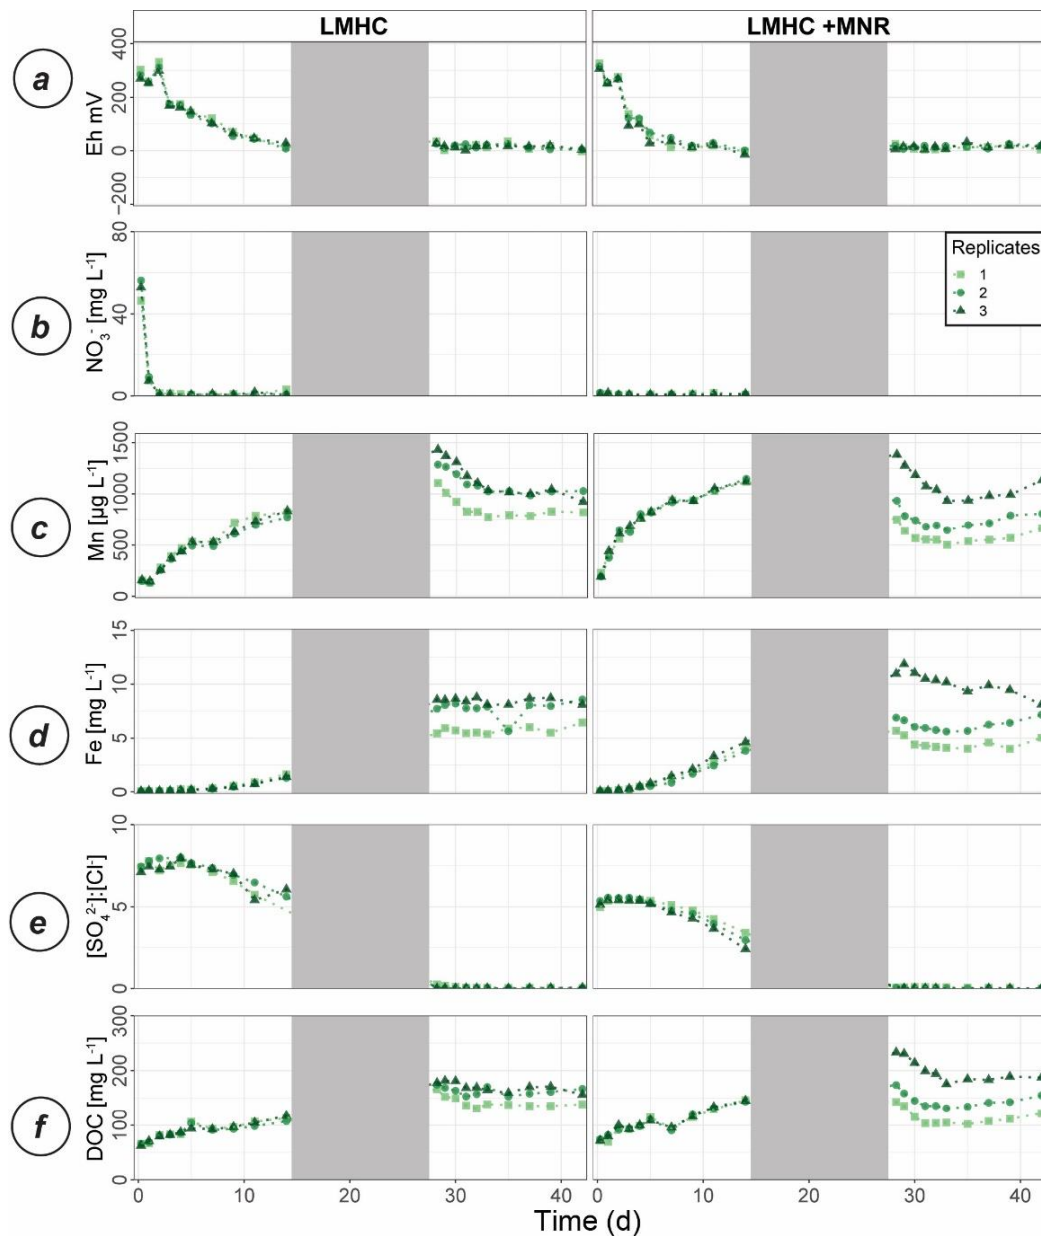 LMHC LMHC +MNR
a
Eh mV
400
200
0
−200
b
NO₃⁻ [mg L⁻¹]
80
40
0
Replicates
1
2
3
c
Mn [µg L⁻¹]
1500
1000
500
0
d
Fe [mg L⁻¹]
15
10
5
0
e
[SO₄²⁻]:[Cl⁻]
10
5
0
f
DOC [mg L⁻¹]
300
200
100
0
0 10 20 30 40 0 10 20 30 40
Time (d)